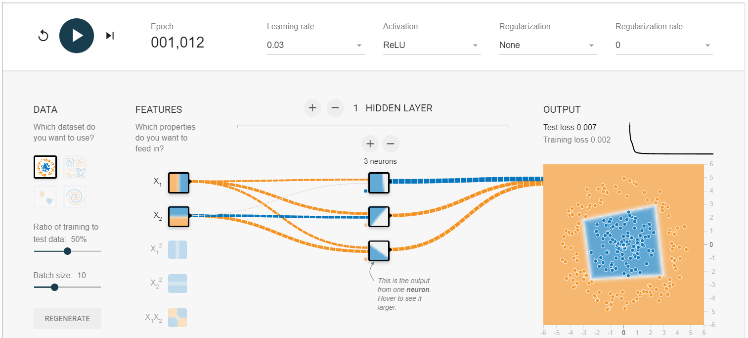 Epoch
001,012
Learning rate
0.03
Activation
ReLU
Regularization
None
Regularization rate
0
DATA
Which dataset do
you want to use?
Ratio of training to
test data: 50%
Batch size: 10
REGENERATE
FEATURES
Which properties
do you want to
feed in?
X1
X2
X1²
X2²
X1X2
+ − 1 HIDDEN LAYER
+ −
3 neurons
This is the output
from one neuron.
Hover to see it
larger.
OUTPUT
Test loss 0.007
Training loss 0.002
6
5
4
3
2
1
0
-1
-2
-3
-4
-5
-6
-6 -5 -4 -3 -2 -1 0 1 2 3 4 5 6